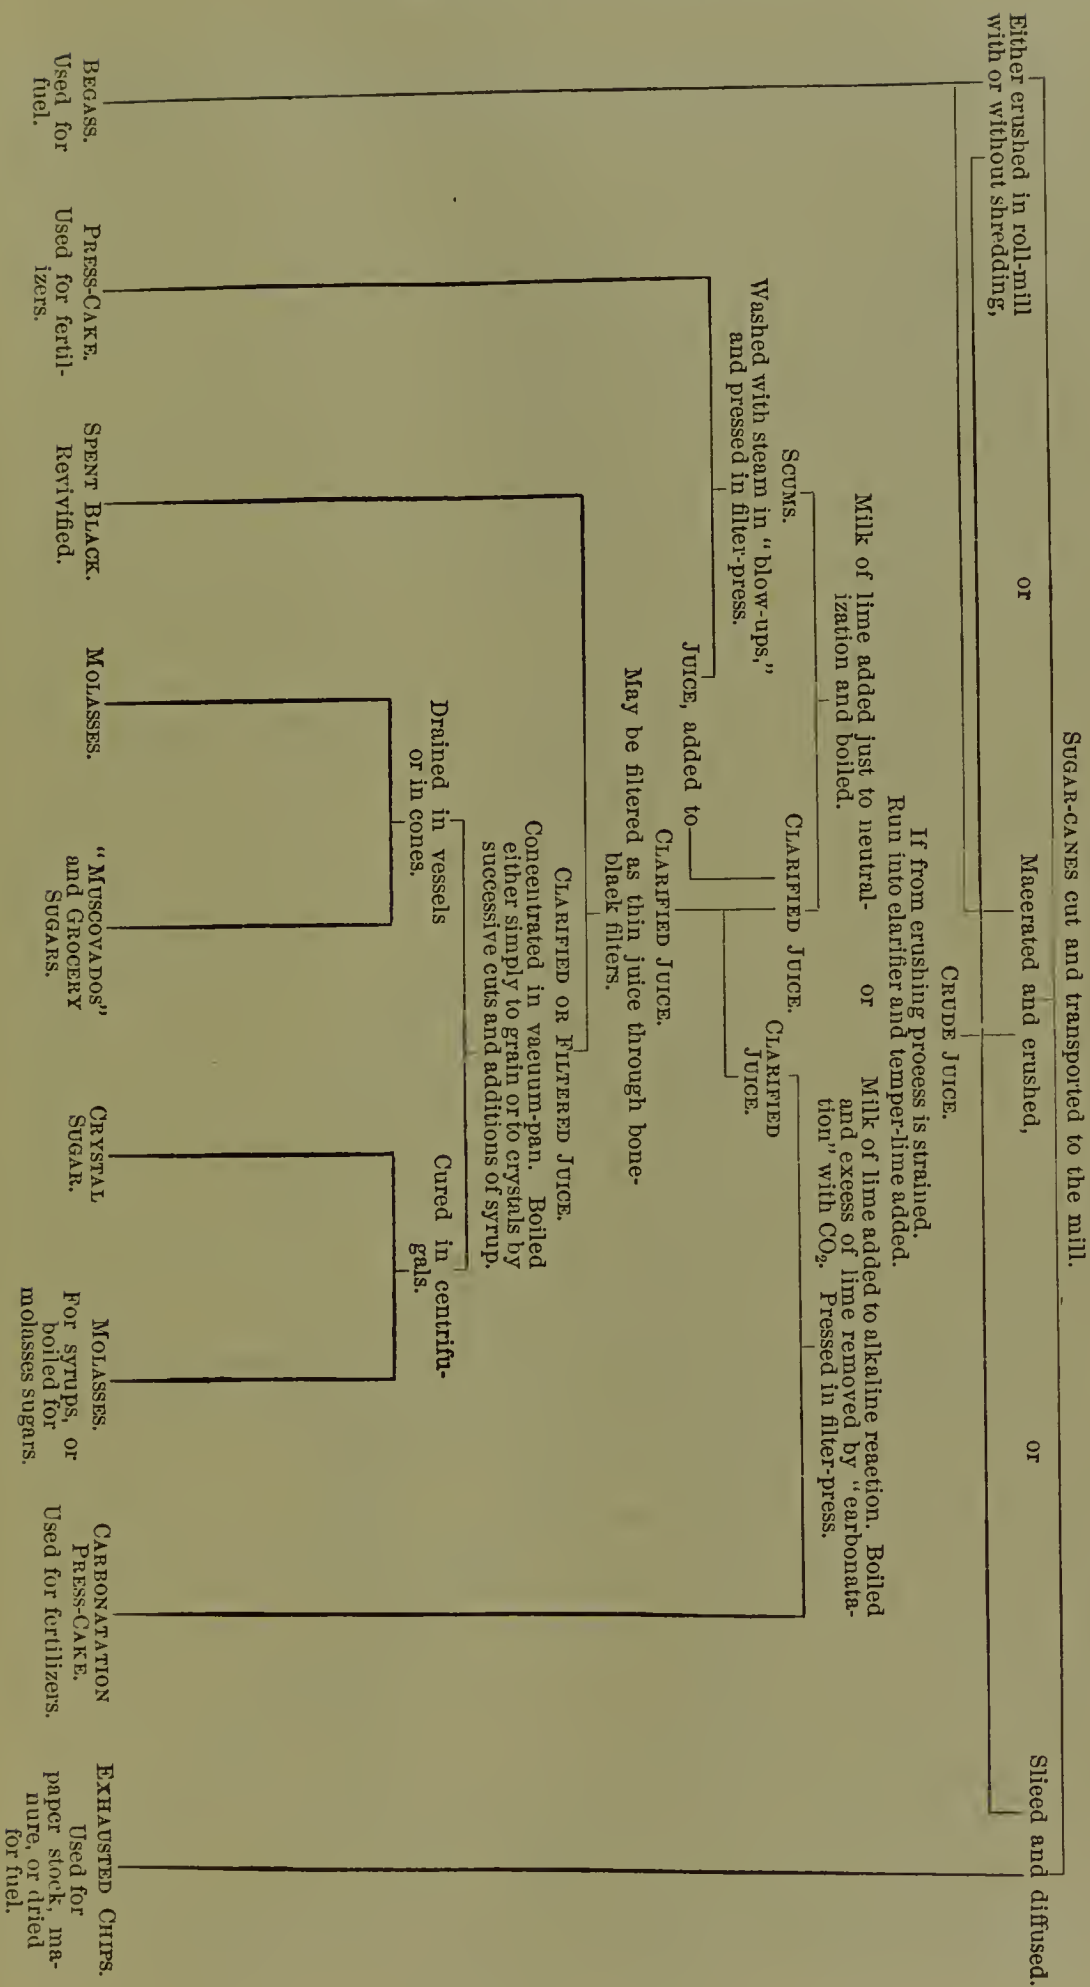 SUGAR-CANES cut and transported to the mill.
Either crushed in roll-mill
with or without shredding,
or
Macerated and crushed,
or
Sliced and diffused.
CRUDE JUICE.
If from crushing process is strained.
Run into clarifier and temper-lime added.
Milk of lime added just to neutral-
ization and boiled.
or
Milk of lime added to alkaline reaction. Boiled
and excess of lime removed by “carbonata-
tion” with CO₂. Pressed in filter-press.
SCUMS.
Washed with steam in “blow-ups,”
and pressed in filter-press.
CLARIFIED JUICE.
CLARIFIED
JUICE.
JUICE, added to
CLARIFIED JUICE.
May be filtered as thin juice through bone-
black filters.
CLARIFIED OR FILTERED JUICE.
Concentrated in vacuum-pan. Boiled
either simply to grain or to crystals by
successive cuts and additions of syrup.
Drained in vessels
or in cones.
Cured in centrifu-
gals.
BEGASS.
Used for
fuel.
PRESS-CAKE.
Used for fertil-
izers.
SPENT BLACK.
Revivified.
MOLASSES.
“MUSCOVADOS”
and GROCERY
SUGARS.
CRYSTAL
SUGAR.
MOLASSES.
For syrups, or
boiled for
molasses sugars.
CARBONATATION
PRESS-CAKE.
Used for fertilizers.
EXHAUSTED CHIPS.
Used for
paper stock, ma-
nure, or dried
for fuel.